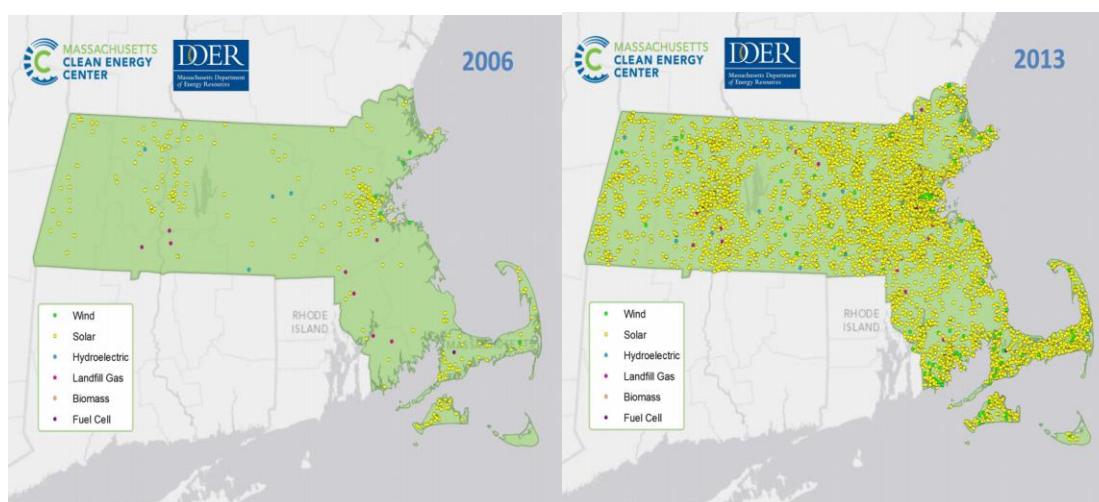 MASSACHUSETTS
CLEAN ENERGY
CENTER
DOER
Massachusetts Department
of Energy Resources
2006
RHODE
ISLAND
MASSACHUSETTS
Wind
Solar
Hydroelectric
Landfill Gas
Biomass
Fuel Cell
MASSACHUSETTS
CLEAN ENERGY
CENTER
DOER
Massachusetts Department
of Energy Resources
2013
RHODE
ISLAND
Wind
Solar
Hydroelectric
Landfill Gas
Biomass
Fuel Cell